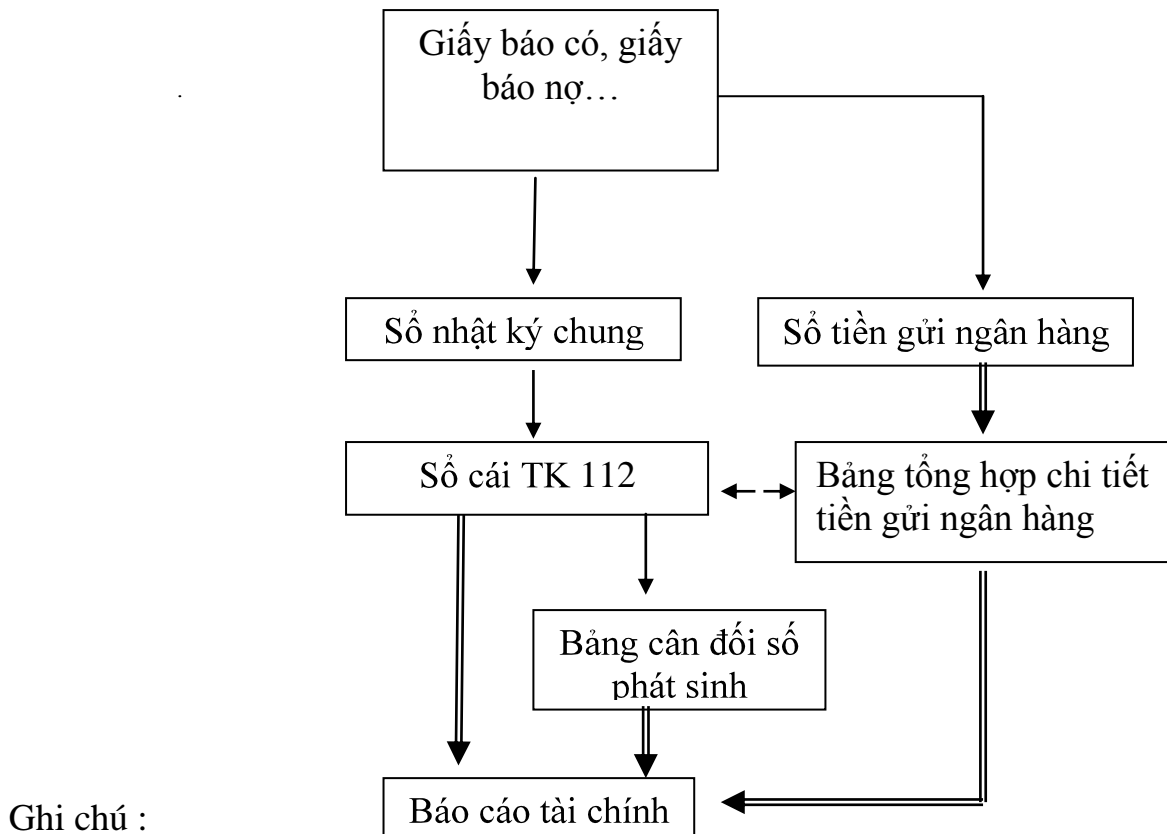 Giấy báo có, giấy
báo nợ…
Sổ nhật ký chung
Sổ tiền gửi ngân hàng
Sổ cái TK 112
Bảng tổng hợp chi tiết
tiền gửi ngân hàng
Bảng cân đối số
phát sinh
Báo cáo tài chính
Ghi chú :